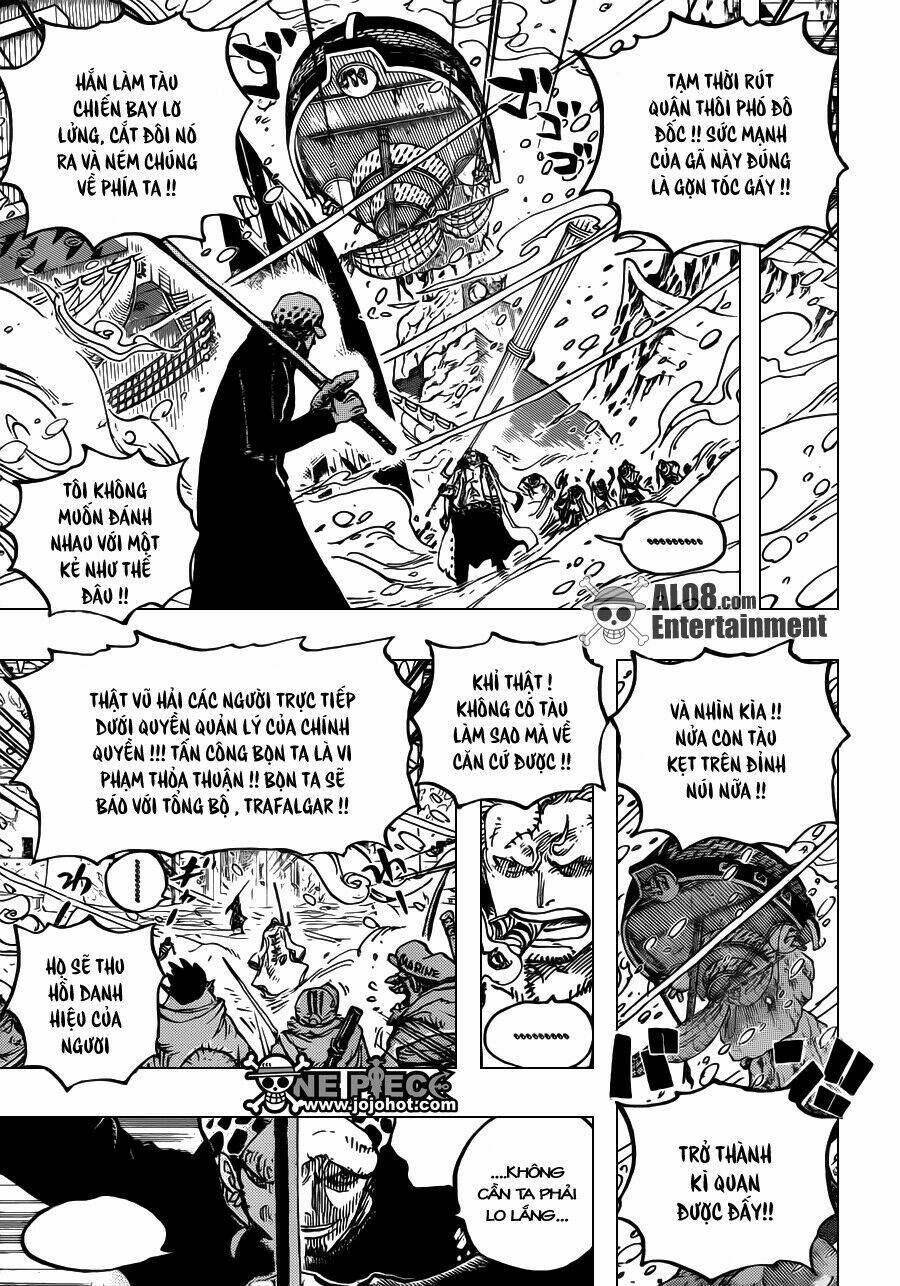 TẠM THỜI RÚT
QUÂN THÔI PHÓ ĐÔ
ĐỐC !! SỨC MẠNH
CỦA GÃ NÀY ĐÚNG
LÀ GỢN TÓC GÁY !!
HẮN LÀM TÀU
CHIẾN BAY LƠ
LỬNG, CẮT ĐÔI NÓ
RA VÀ NÉM CHÚNG
VỀ PHÍA TA !!
TÔI KHÔNG
MUỐN ĐÁNH
NHAU VỚI MỘT
KẺ NHƯ THẾ
ĐÂU !!
..........
AL08.com
Entertainment
VÀ NHÌN KÌA !!
NỬA CON TÀU
KẸT TRÊN ĐỈNH
NÚI NỮA !!
TRỞ THÀNH
KÌ QUAN
ĐƯỢC ĐẤY!!
KHỈ THẬT !
KHÔNG CÓ TÀU
LÀM SAO MÀ VỀ
CĂN CỨ ĐƯỢC !!
..........
THẬT VŨ HẢI CÁC NGƯỜI TRỰC TIẾP
DƯỚI QUYỀN QUẢN LÝ CỦA CHÍNH
QUYỀN !!! TẤN CÔNG BỌN TA LÀ VI
PHẠM THỎA THUẬN !! BỌN TA SẼ
BÁO VỚI TỔNG BỘ , TRAFALGAR !!
..........
HỌ SẼ THU
HỒI DANH
HIỆU CỦA
NGƯƠI
MARINE
ONE PIECE
www.jojohot.com
....KHÔNG
CẦN TA PHẢI
LO LẮNG...